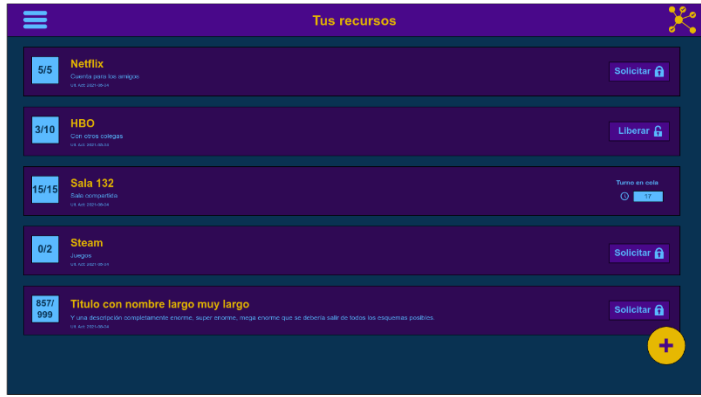 Tus recursos
5/5
Netflix
Cuenta para los amigos
Solicitar
3/10
HBO
Con otros colegas
Liberar
15/15
Sala 132
Sala compartida
Turno en cola
17
0/2
Steam
Juegos
Solicitar
857/
999
Titulo con nombre largo muy largo
Y una descripción completamente enorme, super enorme, mega enorme que se debería salir de todos los esquemas posibles.
Solicitar